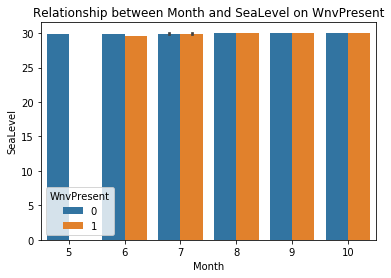 Relationship between Month and SeaLevel on WnvPresent
30
25
20
15
10
5
0
SeaLevel
WnvPresent
0
1
5 6 7 8 9 10
Month